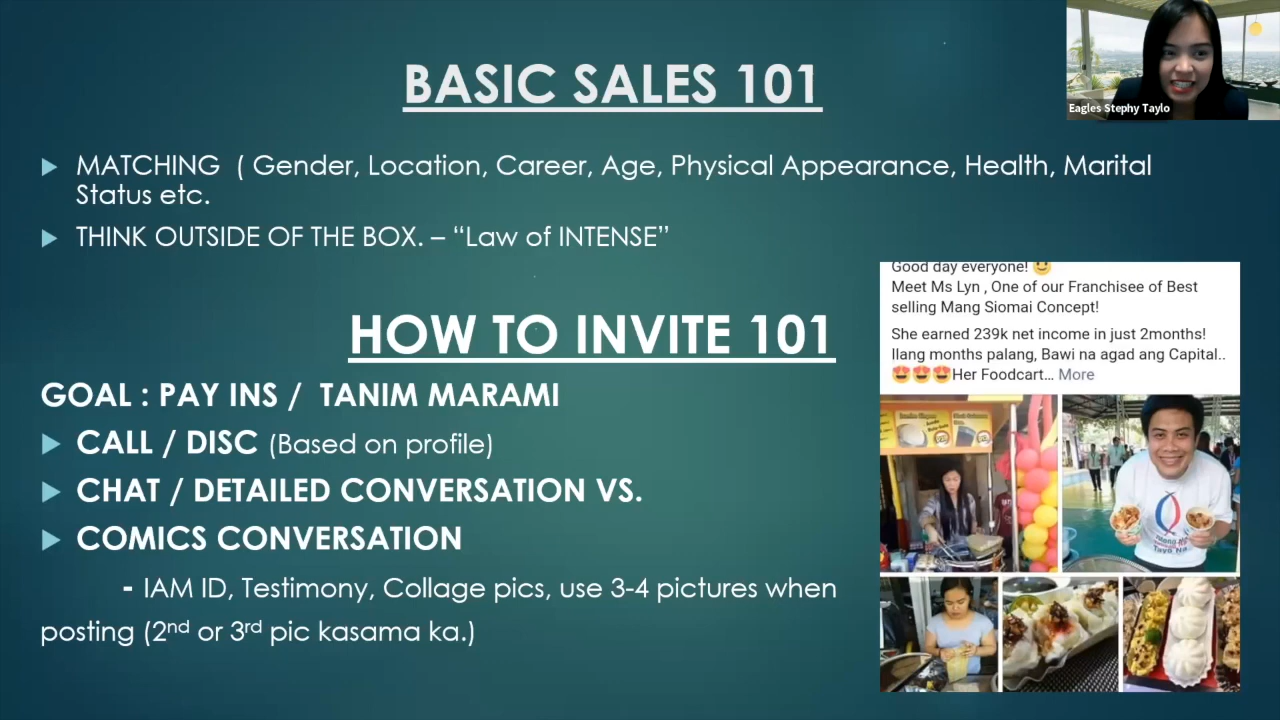 BASIC SALES 101
Eagles Stephy Taylo
MATCHING ( Gender, Location, Career, Age, Physical Appearance, Health, Marital
Status etc.
THINK OUTSIDE OF THE BOX. – “Law of INTENSE”
HOW TO INVITE 101
GOAL : PAY INS / TANIM MARAMI
CALL / DISC (Based on profile)
CHAT / DETAILED CONVERSATION VS.
COMICS CONVERSATION
- IAM ID, Testimony, Collage pics, use 3-4 pictures when
posting (2nd or 3rd pic kasama ka.)
Good day everyone! 🙂
Meet Ms Lyn , One of our Franchisee of Best
selling Mang Siomai Concept!
She earned 239k net income in just 2months!
Ilang months palang, Bawi na agad ang Capital..
😍😍😍Her Foodcart... More